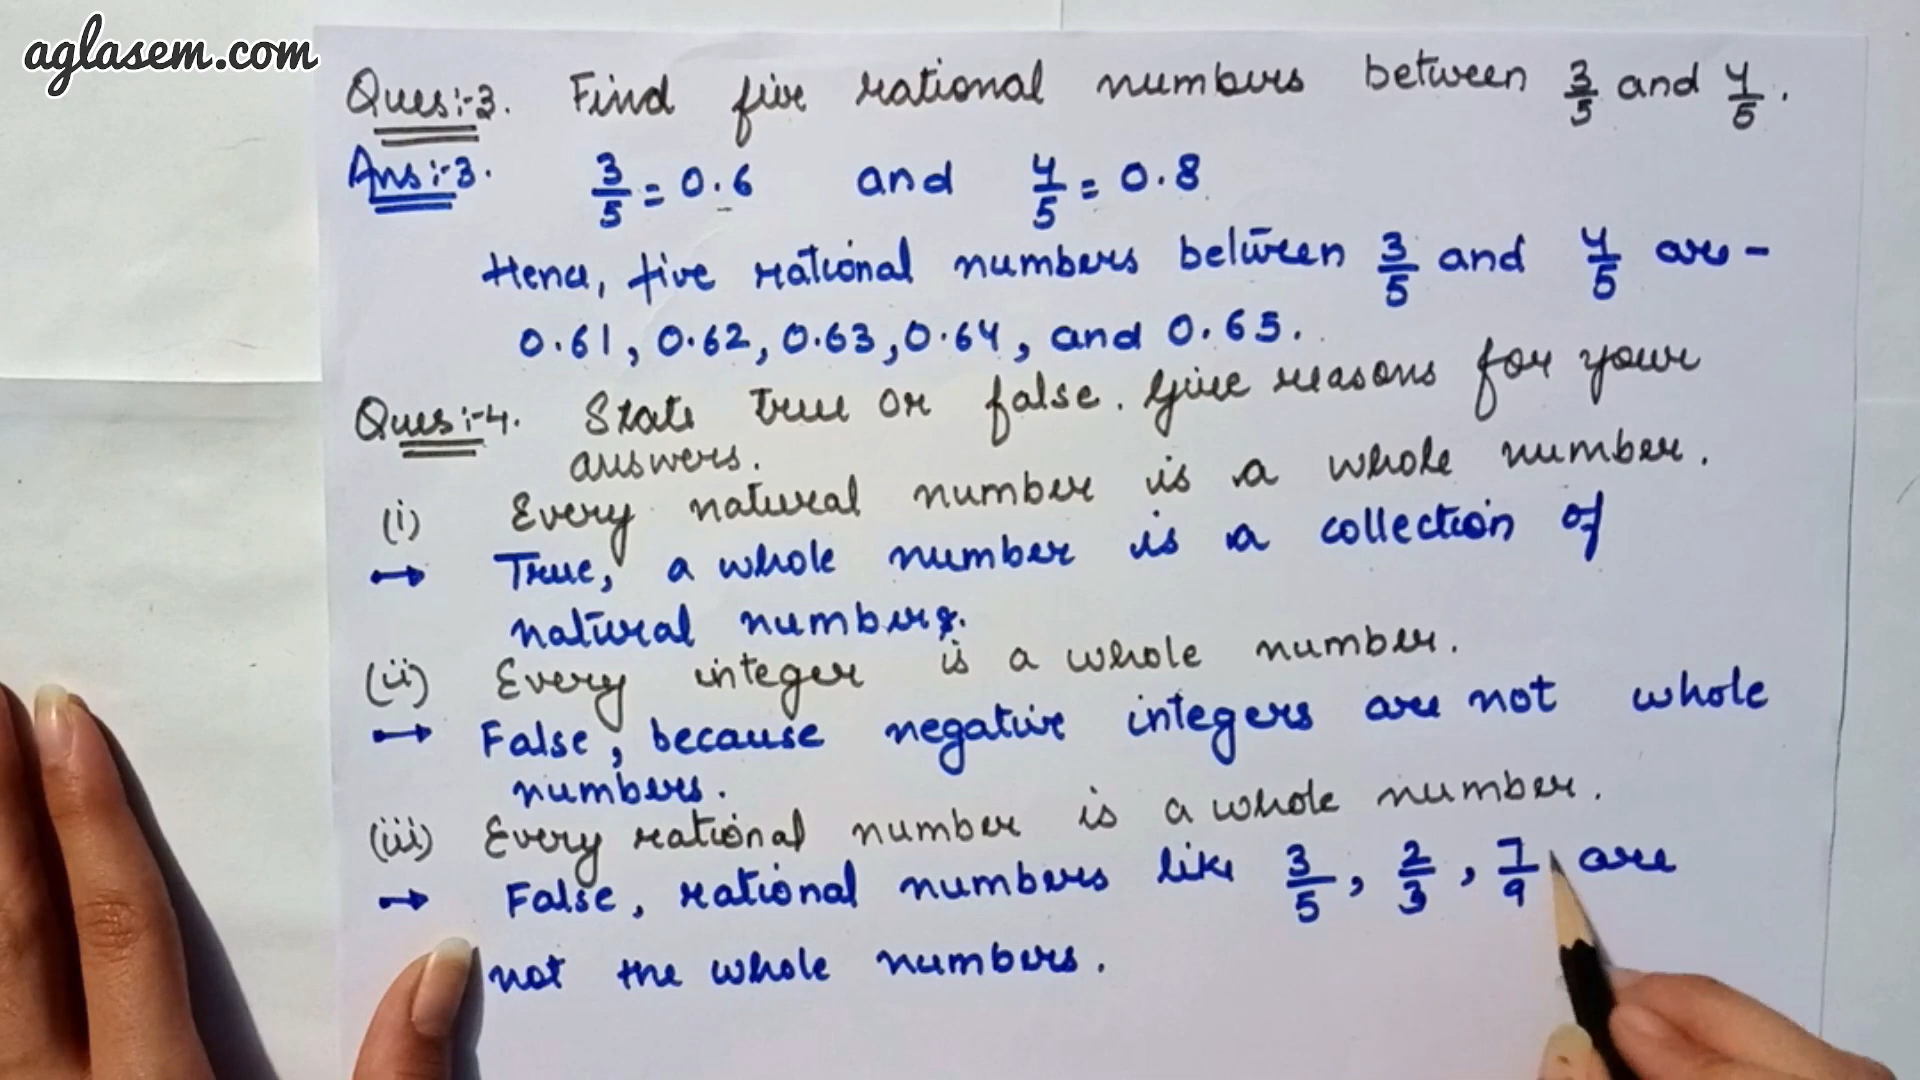 aglasem.com
Ques:-3. Find five rational numbers between 3/5 and 4/5.
Ans:-3. 3/5 = 0.6 and 4/5 = 0.8
Hence, five rational numbers between 3/5 and 4/5 are -
0.61, 0.62, 0.63, 0.64, and 0.65.
Ques:-4. State true or false. Give reasons for your
answers.
(i) Every natural number is a whole number.
→ True, a whole number is a collection of
natural numbers.
(ii) Every integer is a whole number.
→ False, because negative integers are not whole
numbers.
(iii) Every rational number is a whole number.
→ False, rational numbers like 3/5, 2/3, 7/9 are
not the whole numbers.